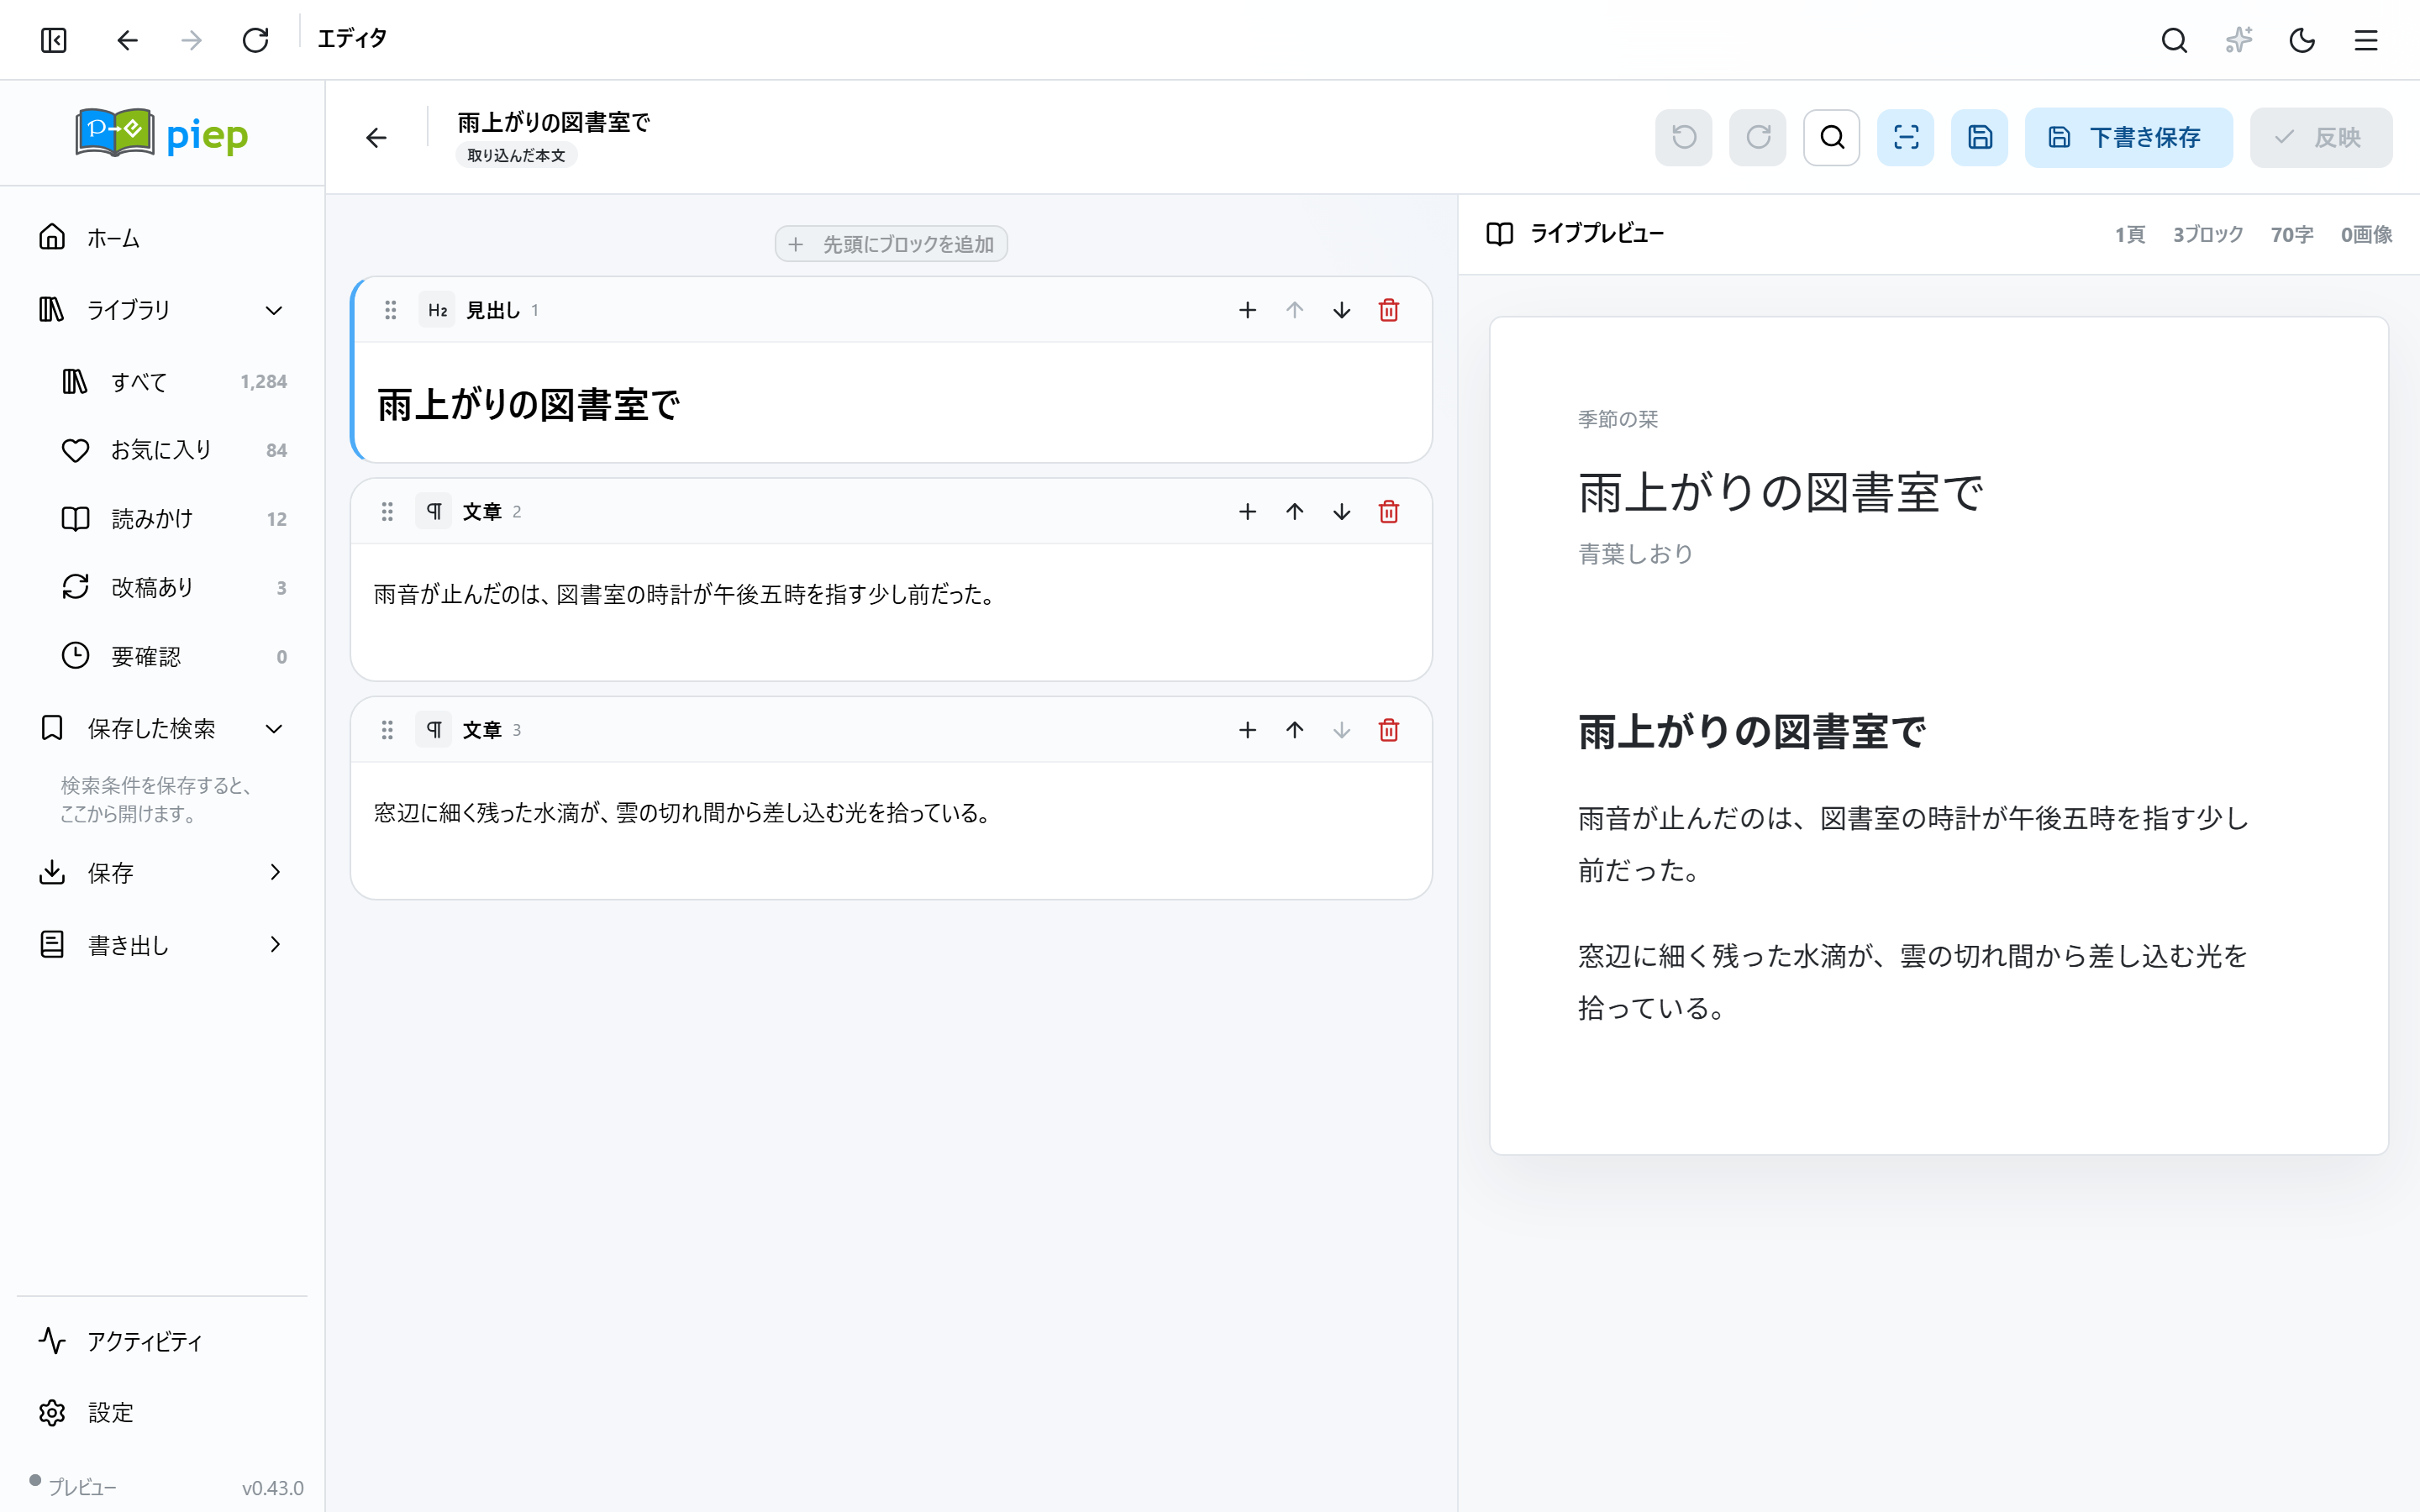 エディタ
piep
ホーム
ライブラリ
すべて 1,284
お気に入り 84
読みかけ 12
改稿あり 3
要確認 0
保存した検索
検索条件を保存すると、
ここから開けます。
保存
書き出し
アクティビティ
設定
プレビュー v0.43.0
雨上がりの図書室で
取り込んだ本文
下書き保存
反映
先頭にブロックを追加
H2 見出し 1
雨上がりの図書室で
文章 2
雨音が止んだのは、図書室の時計が午後五時を指す少し前だった。
文章 3
窓辺に細く残った水滴が、雲の切れ間から差し込む光を拾っている。
ライブプレビュー
1頁 3ブロック 70字 0画像
季節の栞
雨上がりの図書室で
青葉しおり
雨上がりの図書室で
雨音が止んだのは、図書室の時計が午後五時を指す少し
前だった。
窓辺に細く残った水滴が、雲の切れ間から差し込む光を
拾っている。